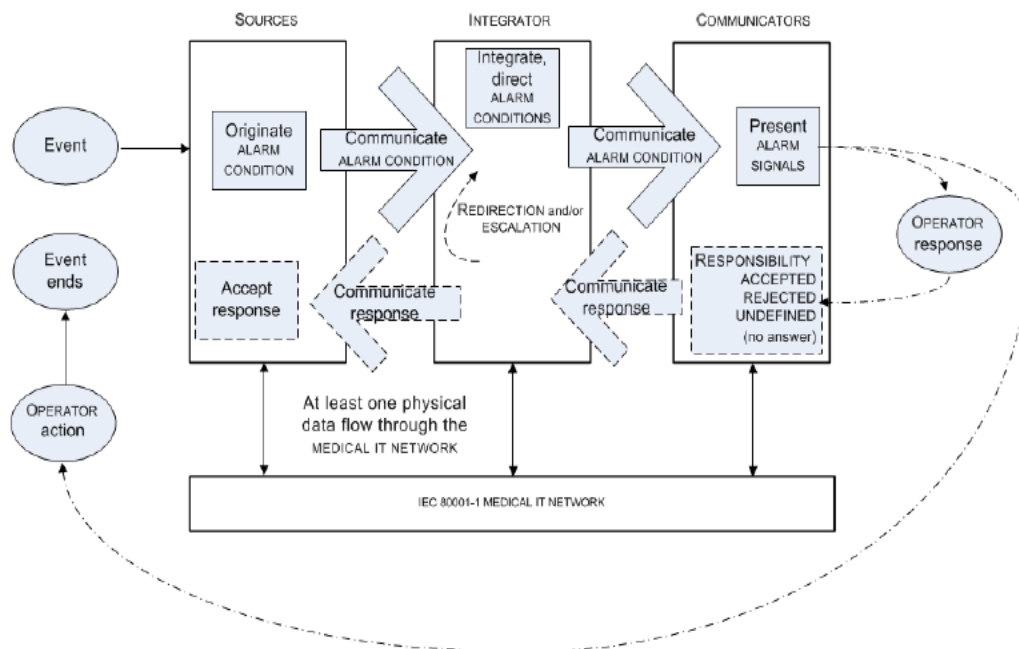 SOURCES
INTEGRATOR
COMMUNICATORS
Event
Originate
ALARM
CONDITION
Communicate
ALARM CONDITION
Integrate,
direct
ALARM
CONDITIONS
Communicate
ALARM CONDITION
Present
ALARM
SIGNALS
REDIRECTION and/or
ESCALATION
OPERATOR
response
Event
ends
Accept
response
Communicate
response
Communicate
response
RESPONSIBILITY
ACCEPTED
REJECTED
UNDEFINED
(no answer)
OPERATOR
action
At least one physical
data flow through the
MEDICAL IT NETWORK
IEC 80001-1 MEDICAL IT NETWORK